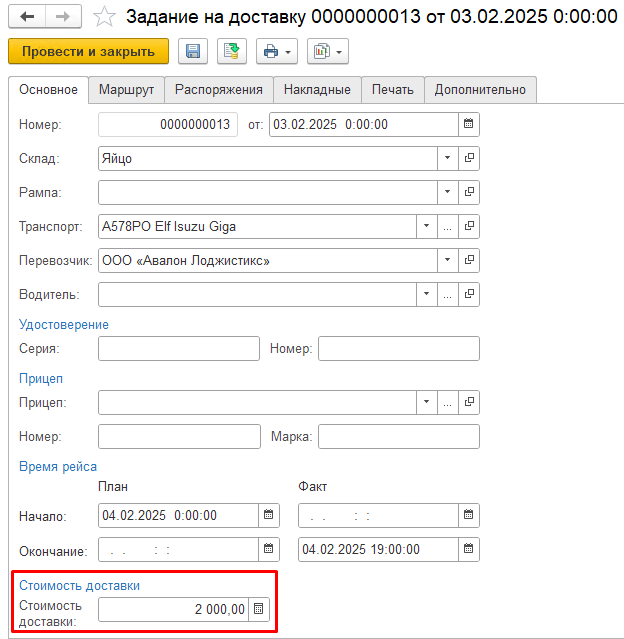 Задание на доставку 0000000013 от 03.02.2025 0:00:00
Провести и закрыть
Основное Маршрут Распоряжения Накладные Печать Дополнительно
Номер: 0000000013 от: 03.02.2025 0:00:00
Склад: Яйцо
Рампа:
Транспорт: А578РО Elf Isuzu Giga
Перевозчик: ООО «Авалон Лоджистикс»
Водитель:
Удостоверение
Серия: Номер:
Прицеп
Прицеп:
Номер: Марка:
Время рейса
План Факт
Начало: 04.02.2025 0:00:00 . . : :
Окончание: . . : : 04.02.2025 19:00:00
Стоимость доставки
Стоимость
доставки: 2 000,00